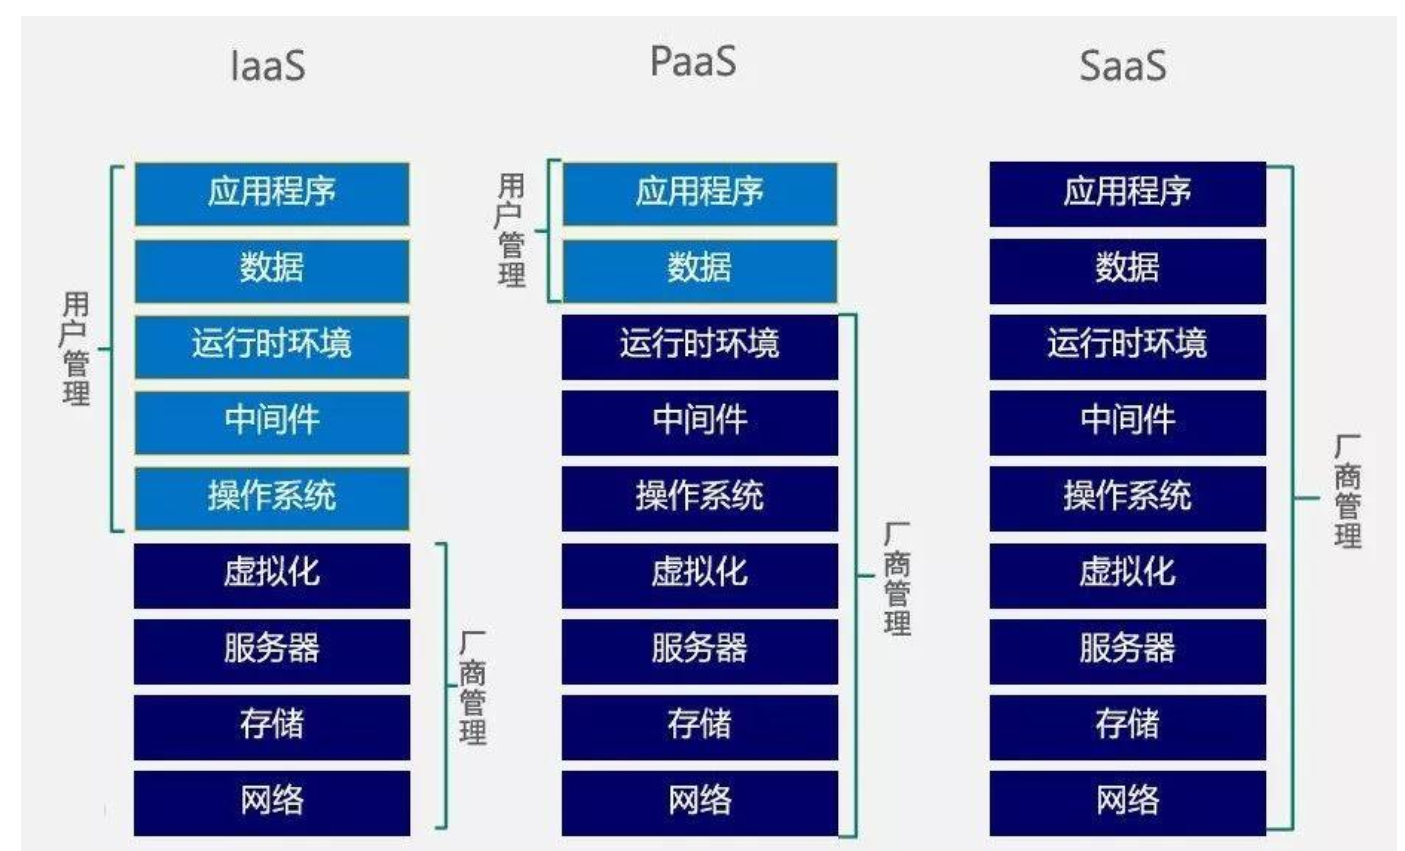 IaaS
用户管理
应用程序
数据
运行时环境
中间件
操作系统
虚拟化
服务器
存储
网络
厂商管理
PaaS
用户管理
应用程序
数据
运行时环境
中间件
操作系统
虚拟化
服务器
存储
网络
厂商管理
SaaS
应用程序
数据
运行时环境
中间件
操作系统
虚拟化
服务器
存储
网络
厂商管理